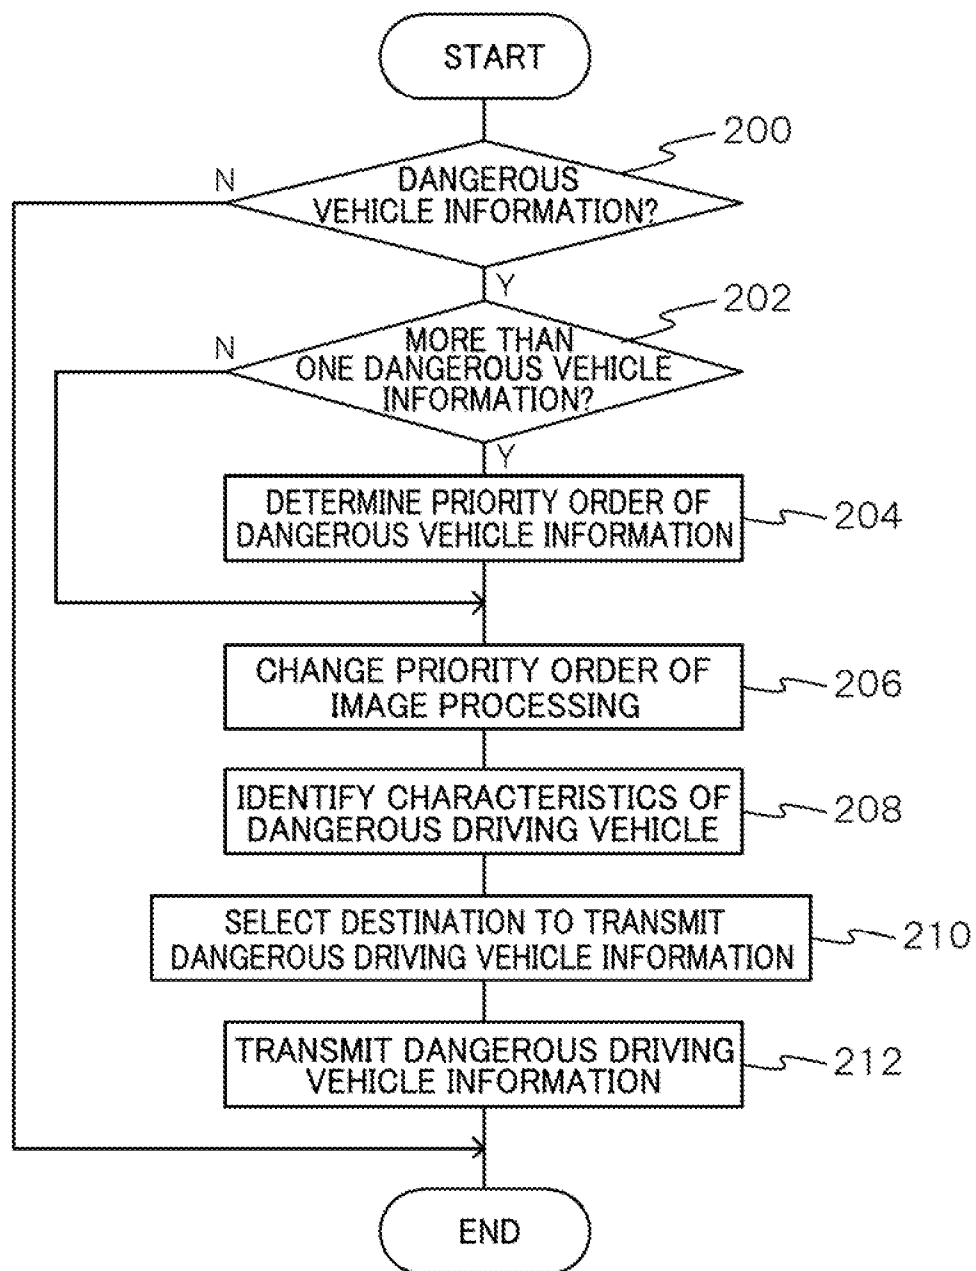 START
200
DANGEROUS
VEHICLE INFORMATION?
N
Y
202
MORE THAN
ONE DANGEROUS VEHICLE
INFORMATION?
N
Y
DETERMINE PRIORITY ORDER OF
DANGEROUS VEHICLE INFORMATION
204
CHANGE PRIORITY ORDER OF
IMAGE PROCESSING
206
IDENTIFY CHARACTERISTICS OF
DANGEROUS DRIVING VEHICLE
208
SELECT DESTINATION TO TRANSMIT
DANGEROUS DRIVING VEHICLE INFORMATION
210
TRANSMIT DANGEROUS DRIVING
VEHICLE INFORMATION
212
END